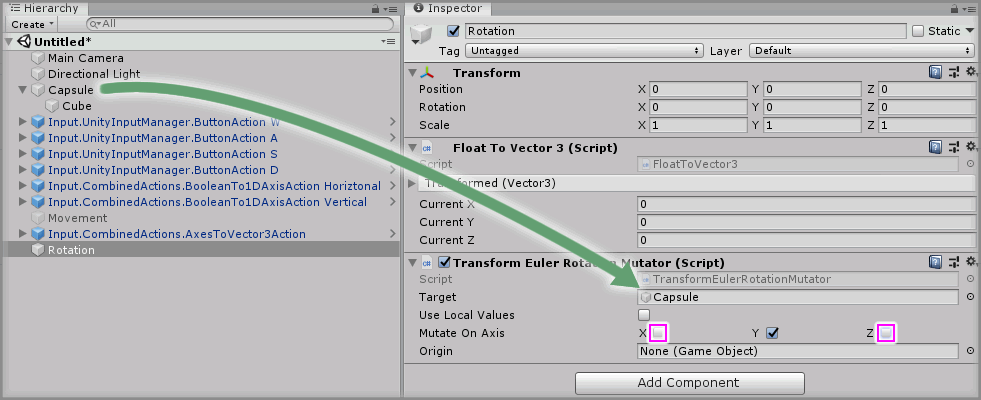 Hierarchy
Create
All
Untitled*
Main Camera
Directional Light
Capsule
Cube
Input.UnityInputManager.ButtonAction W
Input.UnityInputManager.ButtonAction A
Input.UnityInputManager.ButtonAction S
Input.UnityInputManager.ButtonAction D
Input.CombinedActions.BooleanTo1DAxisAction Horiztonal
Input.CombinedActions.BooleanTo1DAxisAction Vertical
Movement
Input.CombinedActions.AxesToVector3Action
Rotation
Inspector
Rotation Static
Tag Untagged Layer Default
Transform
Position X 0 Y 0 Z 0
Rotation X 0 Y 0 Z 0
Scale X 1 Y 1 Z 1
C# Float To Vector 3 (Script)
Script FloatToVector3
Transformed (Vector3)
Current X 0
Current Y 0
Current Z 0
C# Transform Euler Rotation Mutator (Script)
Script TransformEulerRotationMutator
Target Capsule
Use Local Values
Mutate On Axis X Y Z
Origin None (Game Object)
Add Component